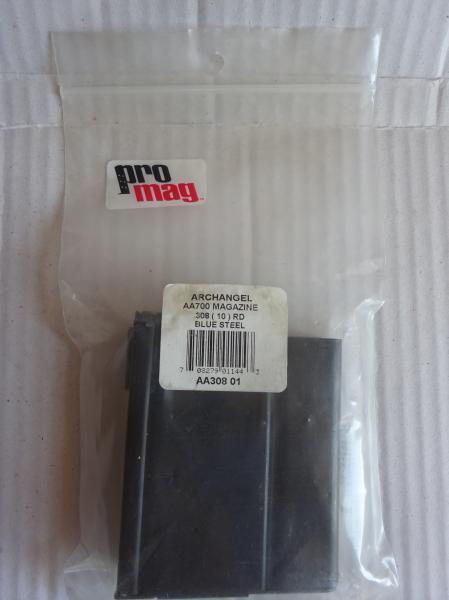 pro
mag
ARCHANGEL
AA700 MAGAZINE
.308 ( 10 ) RD
BLUE STEEL
7 08279 01144 3
AA308 01